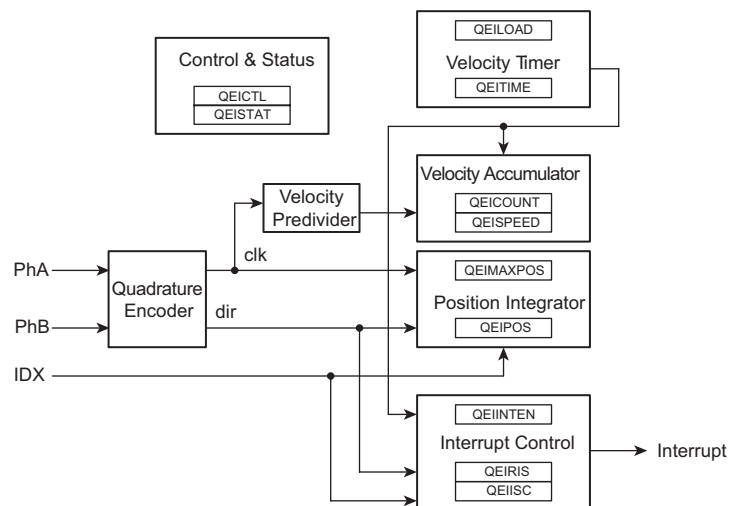 QEILOAD
Control & Status
Velocity Timer
QEITIME
QEICTL
QEISTAT
Velocity Accumulator
Velocity
Predivider
QEICOUNT
QEISPEED
clk
PhA
QEIMAXPOS
Quadrature
Encoder
Position Integrator
dir
PhB
QEIPOS
IDX
QEIINTEN
Interrupt Control
Interrupt
QEIRIS
QEIISC